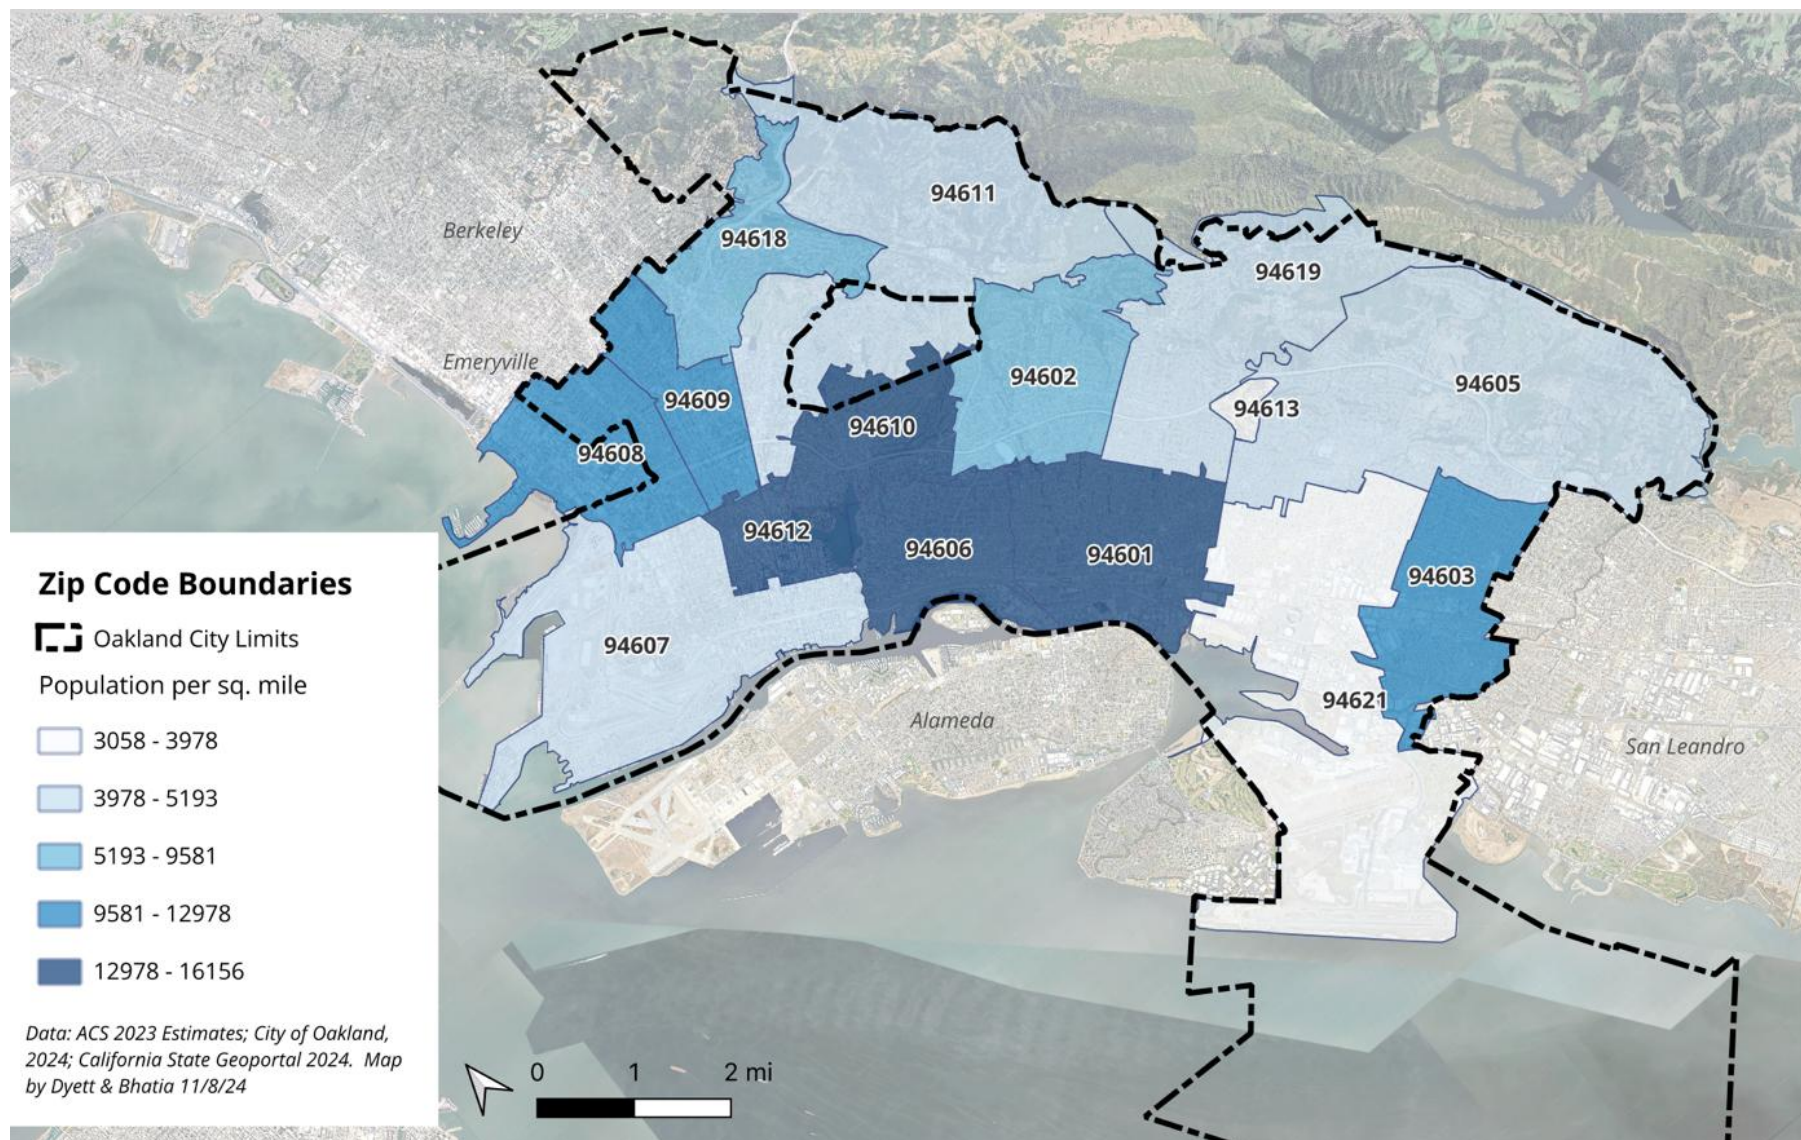 94611
Berkeley
94618
94619
Emeryville
94602
94605
94609
94613
94610
94608
94612
94606
94601
94603
94607
94621
Alameda
San Leandro
Zip Code Boundaries
Oakland City Limits
Population per sq. mile
3058 - 3978
3978 - 5193
5193 - 9581
9581 - 12978
12978 - 16156
Data: ACS 2023 Estimates; City of Oakland,
2024; California State Geoportal 2024. Map
by Dyett & Bhatia 11/8/24
0 1 2 mi